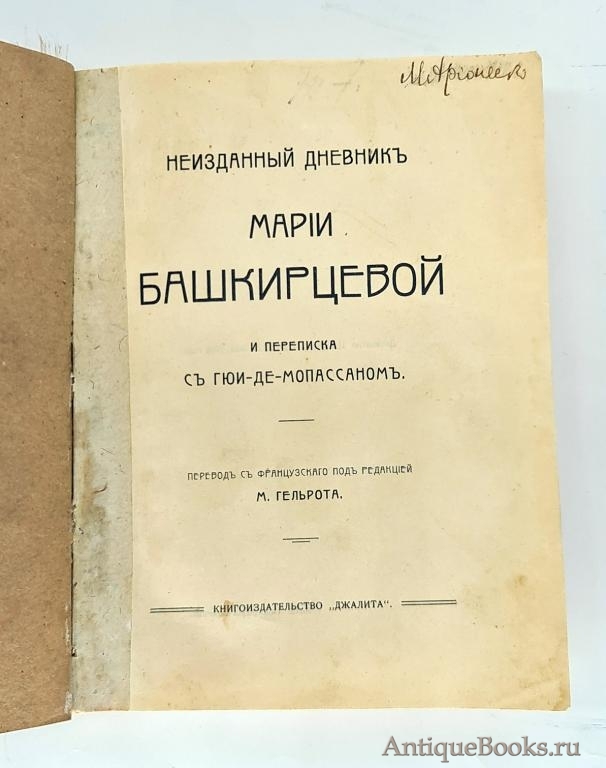 НЕИЗДАННЫЙ ДНЕВНИКЪ
МАРІИ
БАШКИРЦЕВОЙ
И ПЕРЕПИСКА
СЪ ГЮИ-ДЕ-МОПАССАНОМЪ.
ПЕРЕВОДЪ СЪ ФРАНЦУЗСКАГО ПОДЪ РЕДАКЦІЕЙ
М. ГЕЛЬРОТА.
КНИГОИЗДАТЕЛЬСТВО „ДЖАЛИТА“.
AntiqueBooks.ru